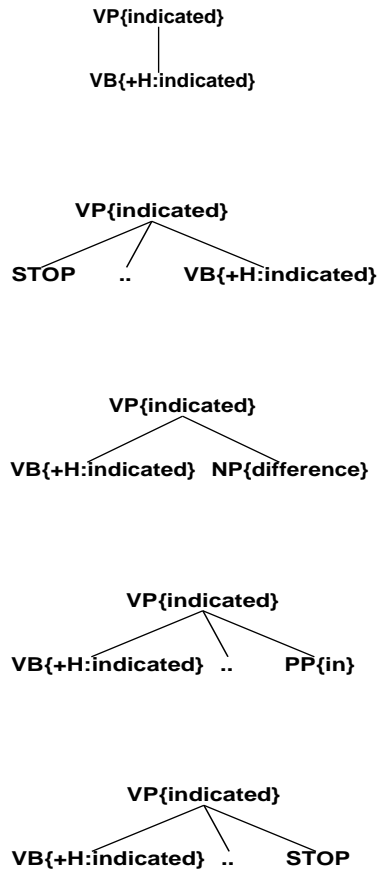 VP{indicated}
VB{+H:indicated}
VP{indicated}
STOP .. VB{+H:indicated}
VP{indicated}
VB{+H:indicated} NP{difference}
VP{indicated}
VB{+H:indicated} .. PP{in}
VP{indicated}
VB{+H:indicated} .. STOP